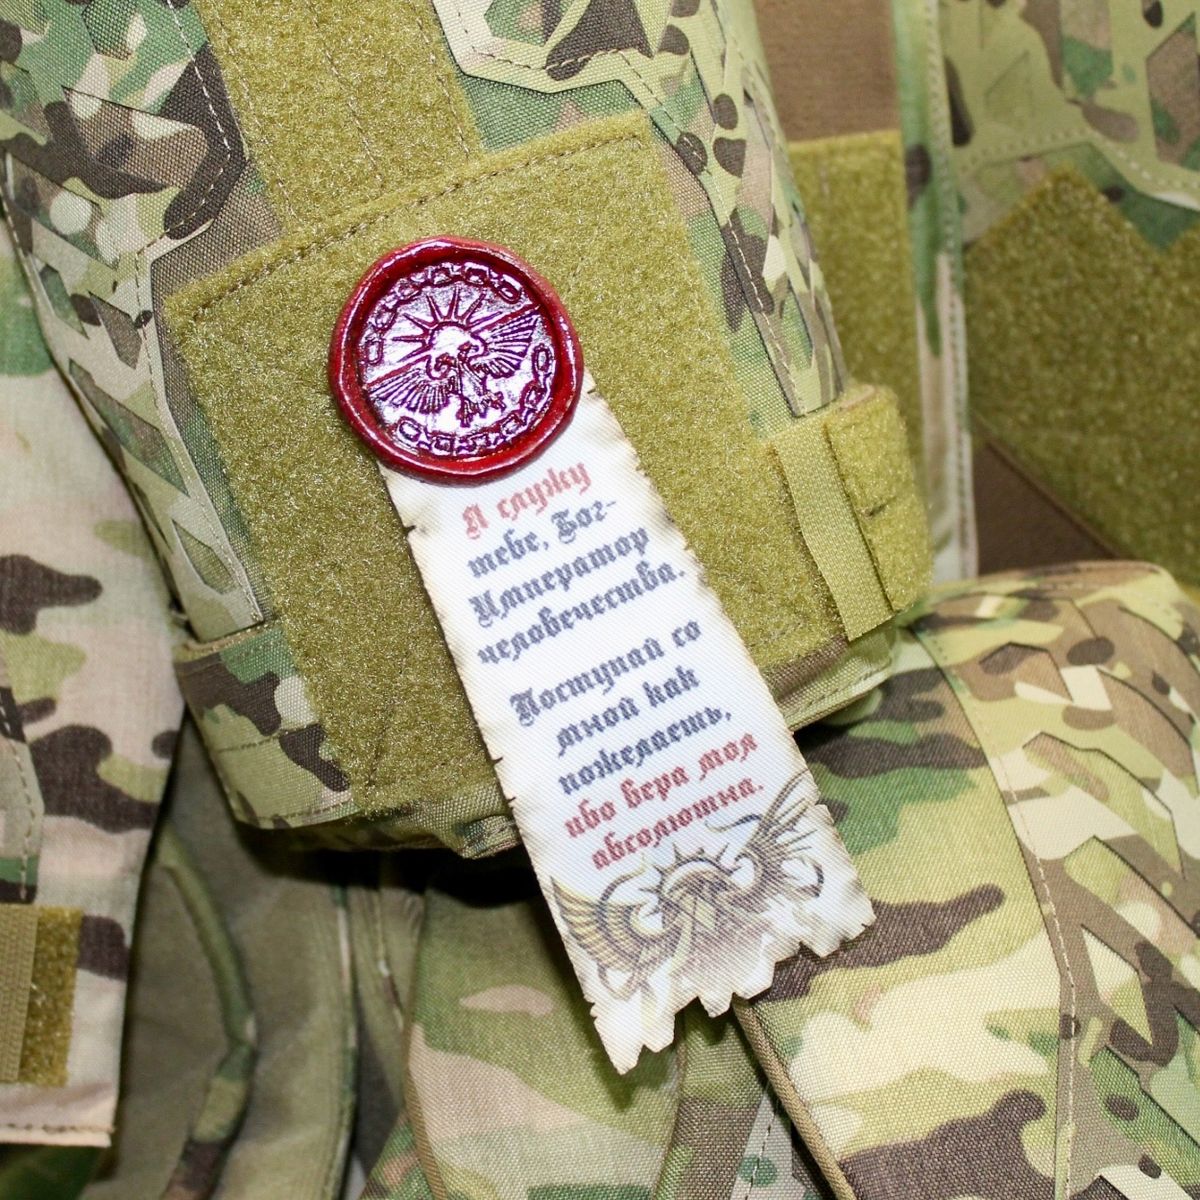 Я служу
тебе, Бог-
Император
человечества.
Поступай со
мной как
пожелаешь,
ибо вера моя
абсолютна.